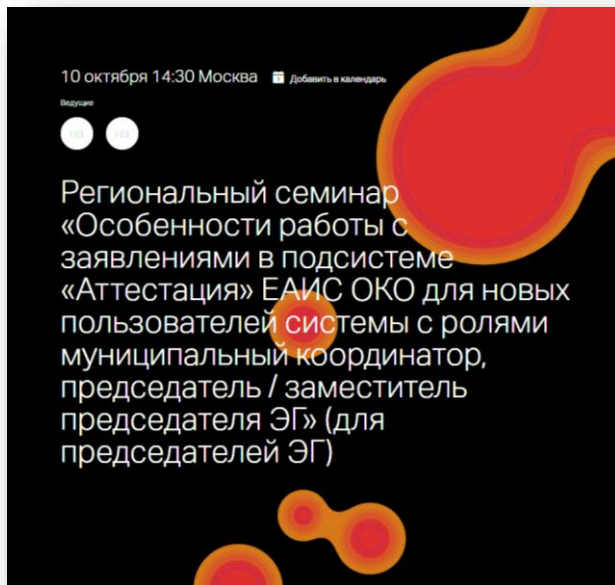 10 октября 14:30 Москва Добавить в календарь
Ведущие
НП НВ
Региональный семинар
«Особенности работы с
заявлениями в подсистеме
«Аттестация» ЕАИС ОКО для новых
пользователей системы с ролями
муниципальный координатор,
председатель / заместитель
председателя ЭГ» (для
председателей ЭГ)